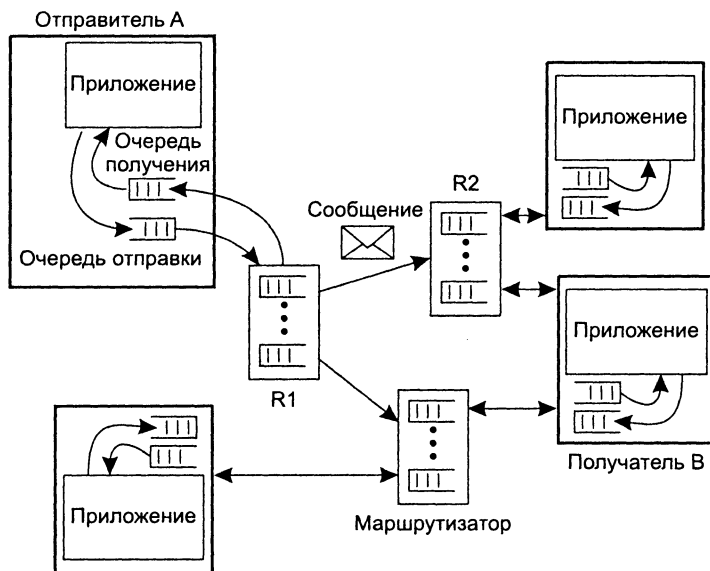 Отправитель A
Приложение
Очередь
получения
Очередь отправки
Сообщение
R2
Приложение
R1
Приложение
Получатель B
Приложение
Маршрутизатор